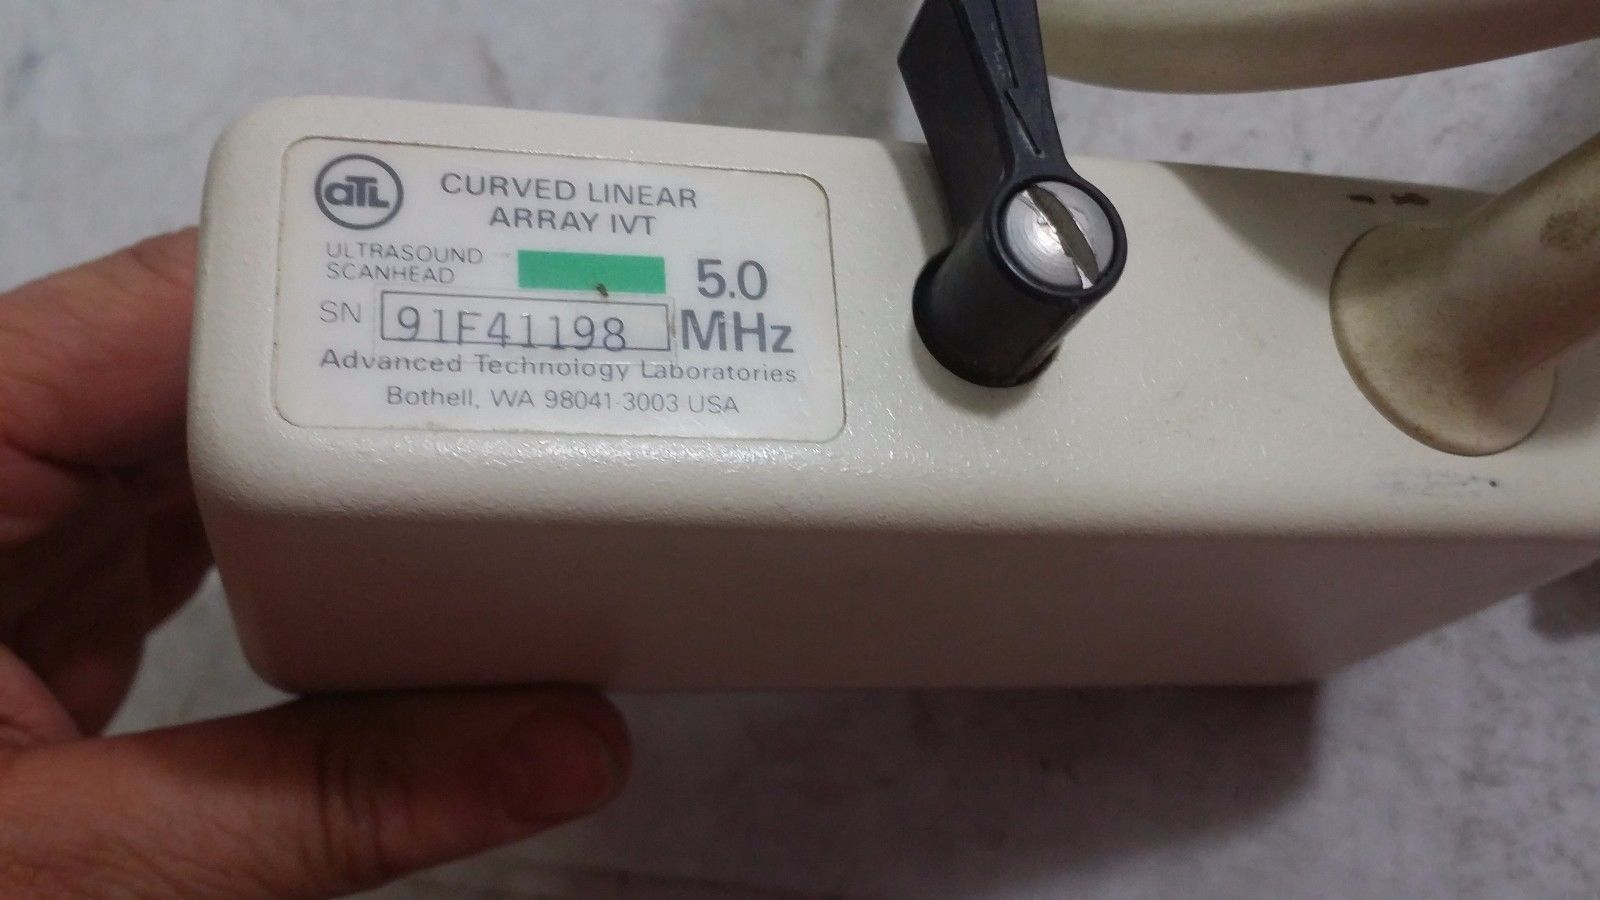 aTL
CURVED LINEAR
ARRAY IVT
ULTRASOUND
SCANHEAD
5.0
MHz
SN 91F41198
Advanced Technology Laboratories
Bothell, WA 98041-3003 USA